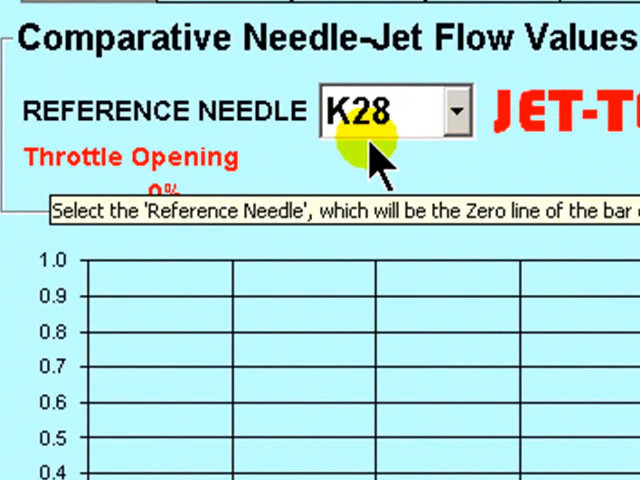 Comparative Needle-Jet Flow Values
REFERENCE NEEDLE K28
Throttle Opening
0%
Select the 'Reference Needle', which will be the Zero line of the bar
1.0
0.9
0.8
0.7
0.6
0.5
0.4